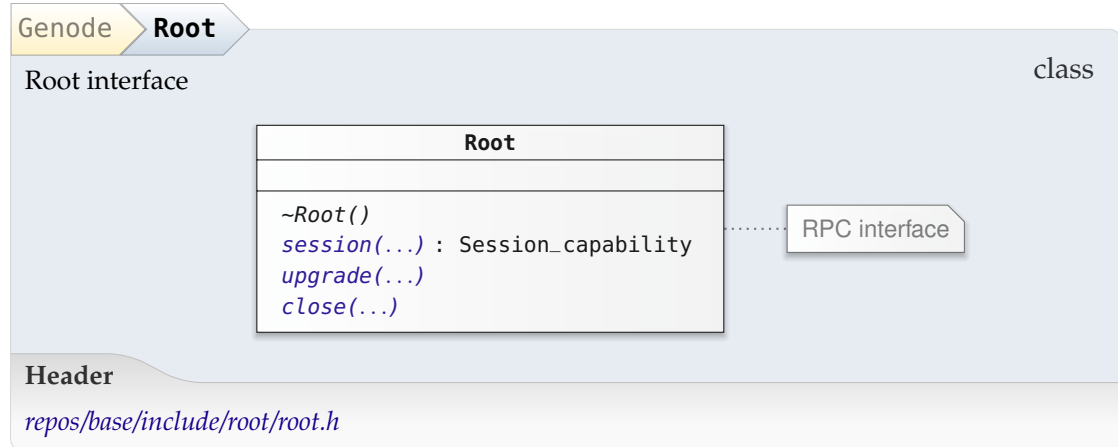 Genode Root
Root interface
class
Root
~Root()
session(...) : Session_capability
upgrade(...)
close(...)
RPC interface
Header
repos/base/include/root/root.h